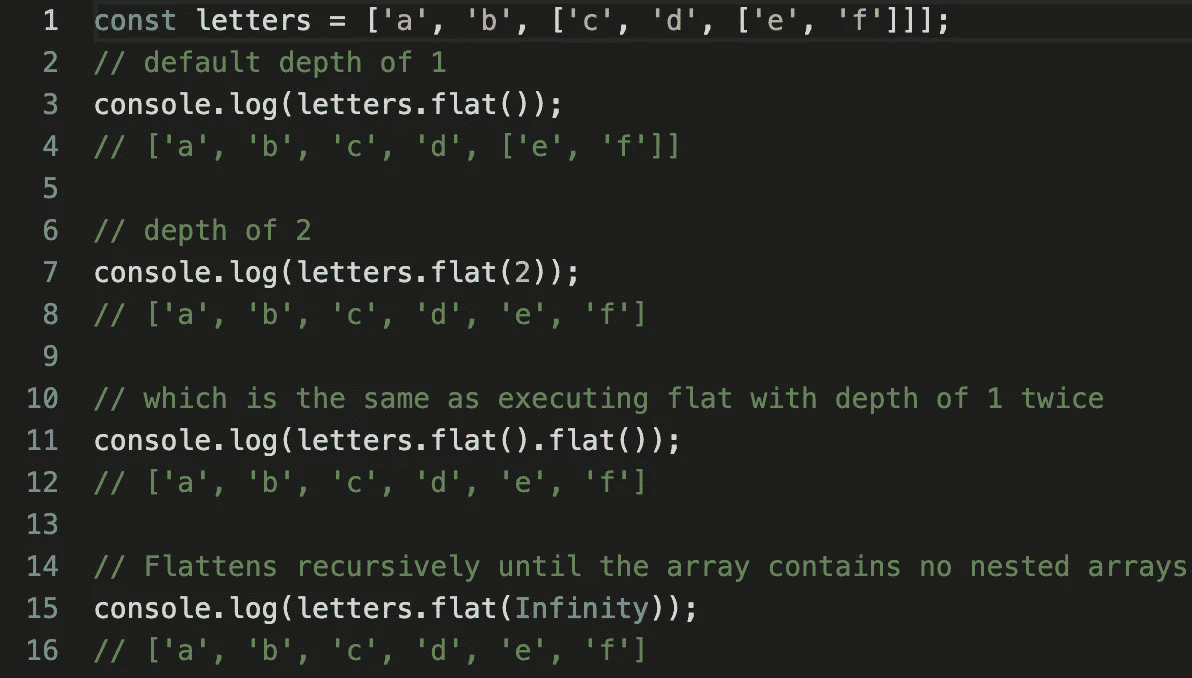 1 const letters = ['a', 'b', ['c', 'd', ['e', 'f']]];
2 // default depth of 1
3 console.log(letters.flat());
4 // ['a', 'b', 'c', 'd', ['e', 'f']]
5
6 // depth of 2
7 console.log(letters.flat(2));
8 // ['a', 'b', 'c', 'd', 'e', 'f']
9
10 // which is the same as executing flat with depth of 1 twice
11 console.log(letters.flat().flat());
12 // ['a', 'b', 'c', 'd', 'e', 'f']
13
14 // Flattens recursively until the array contains no nested arrays
15 console.log(letters.flat(Infinity));
16 // ['a', 'b', 'c', 'd', 'e', 'f']